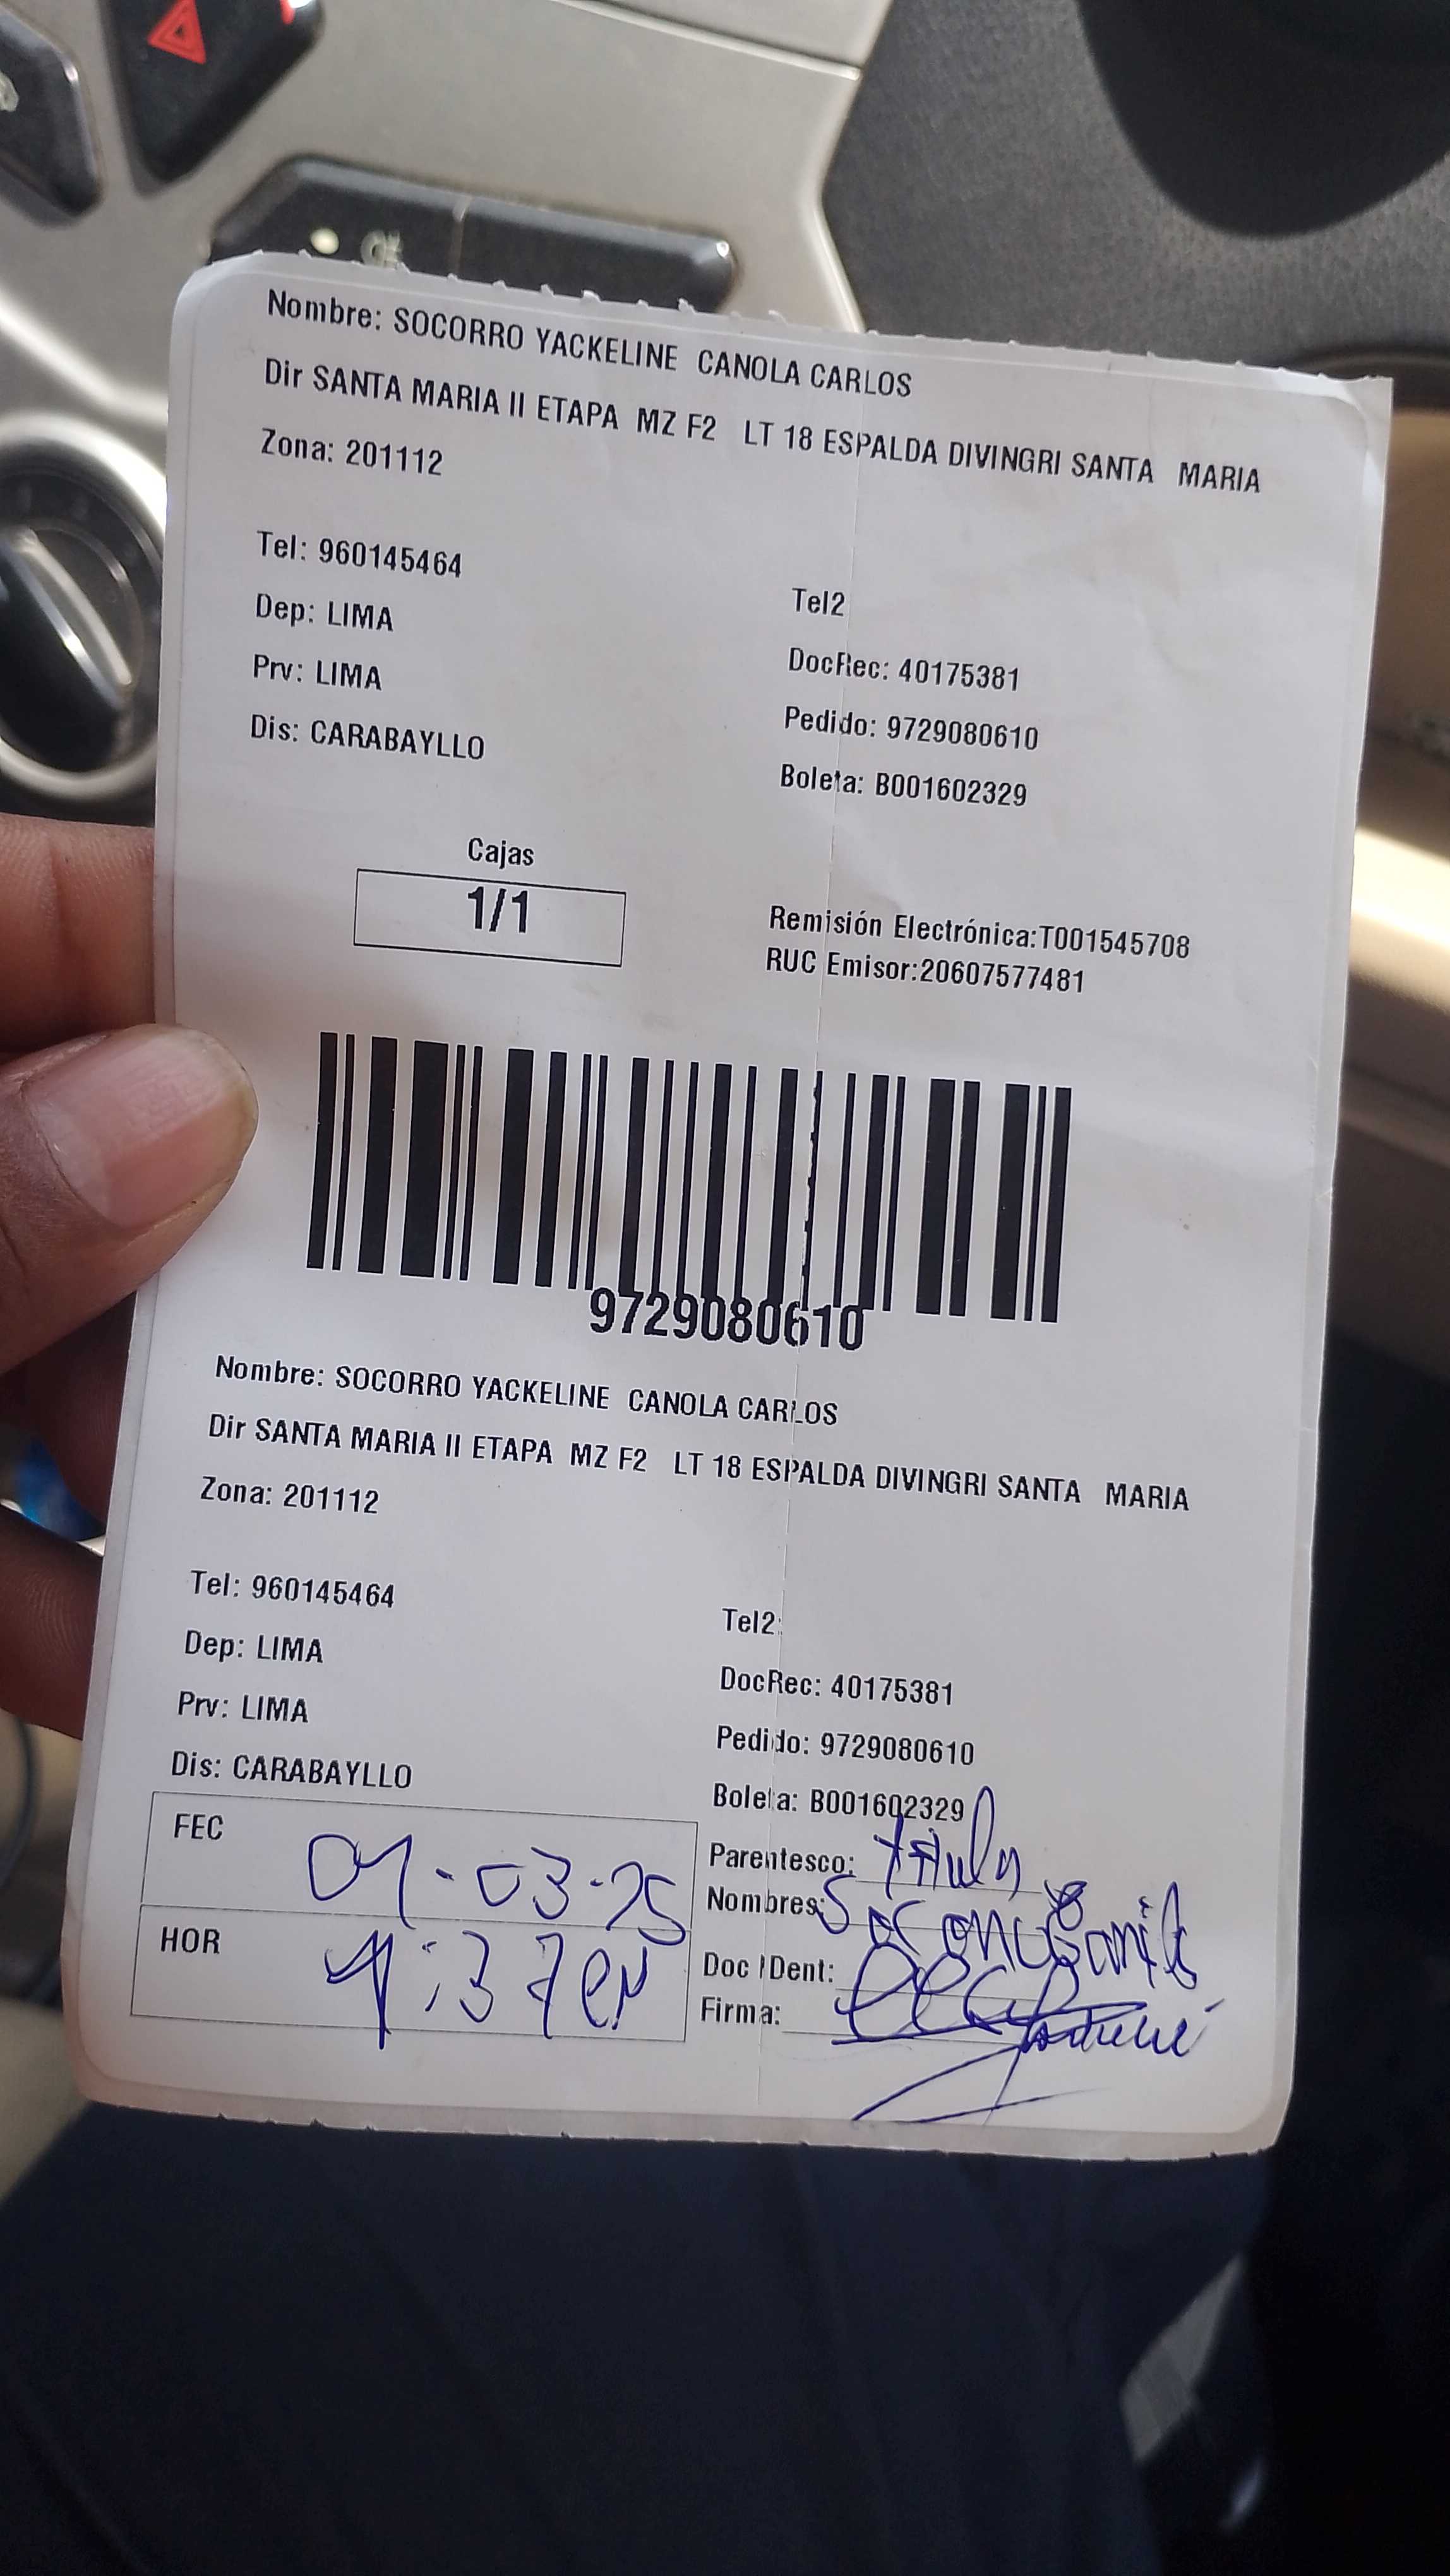 Nombre: SOCORRO YACKELINE CANOLA CARLOS
Dir SANTA MARIA II ETAPA MZ F2 LT 18 ESPALDA DIVINGRI SANTA MARIA
Zona: 201112
Tel: 960145464
Tel2
Dep: LIMA
DocRec: 40175381
Prv: LIMA
Pedido: 9729080610
Dis: CARABAYLLO
Boleta: B001602329
Cajas
1/1
Remisión Electrónica:T001545708
RUC Emisor:20607577481
9729080610
Nombre: SOCORRO YACKELINE CANOLA CARLOS
Dir SANTA MARIA II ETAPA MZ F2 LT 18 ESPALDA DIVINGRI SANTA MARIA
Zona: 201112
Tel: 960145464
Tel2:
Dep: LIMA
DocRec: 40175381
Prv: LIMA
Pedido: 9729080610
Dis: CARABAYLLO
Boleta: B001602329
FEC
Parentesco:
Nombres:
HOR
Doc IDent:
Firma: